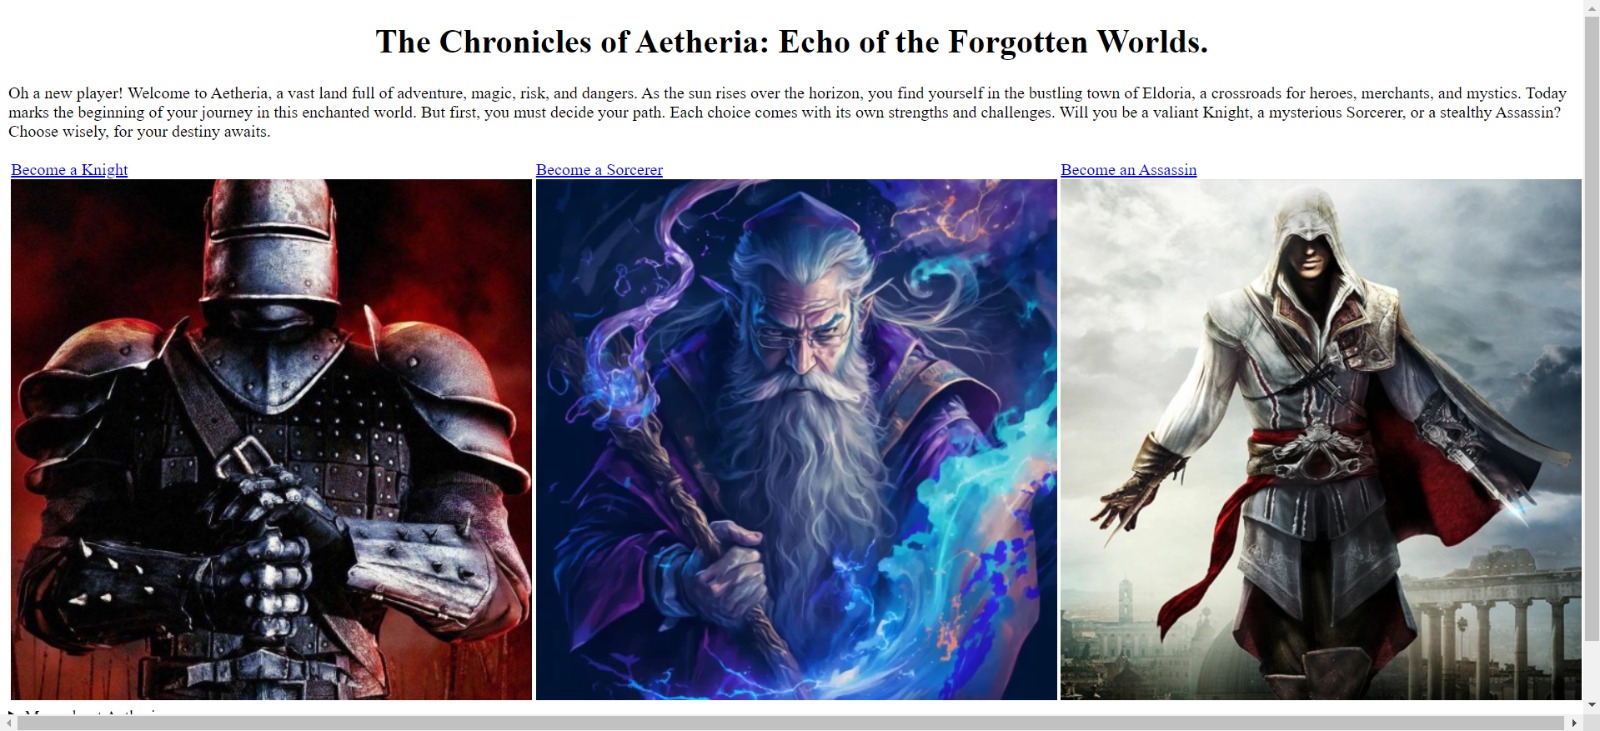 The Chronicles of Aetheria: Echo of the Forgotten Worlds.
Oh a new player! Welcome to Aetheria, a vast land full of adventure, magic, risk, and dangers. As the sun rises over the horizon, you find yourself in the bustling town of Eldoria, a crossroads for heroes, merchants, and mystics. Today
marks the beginning of your journey in this enchanted world. But first, you must decide your path. Each choice comes with its own strengths and challenges. Will you be a valiant Knight, a mysterious Sorcerer, or a stealthy Assassin?
Choose wisely, for your destiny awaits.
Become a Knight
Become a Sorcerer
Become an Assassin